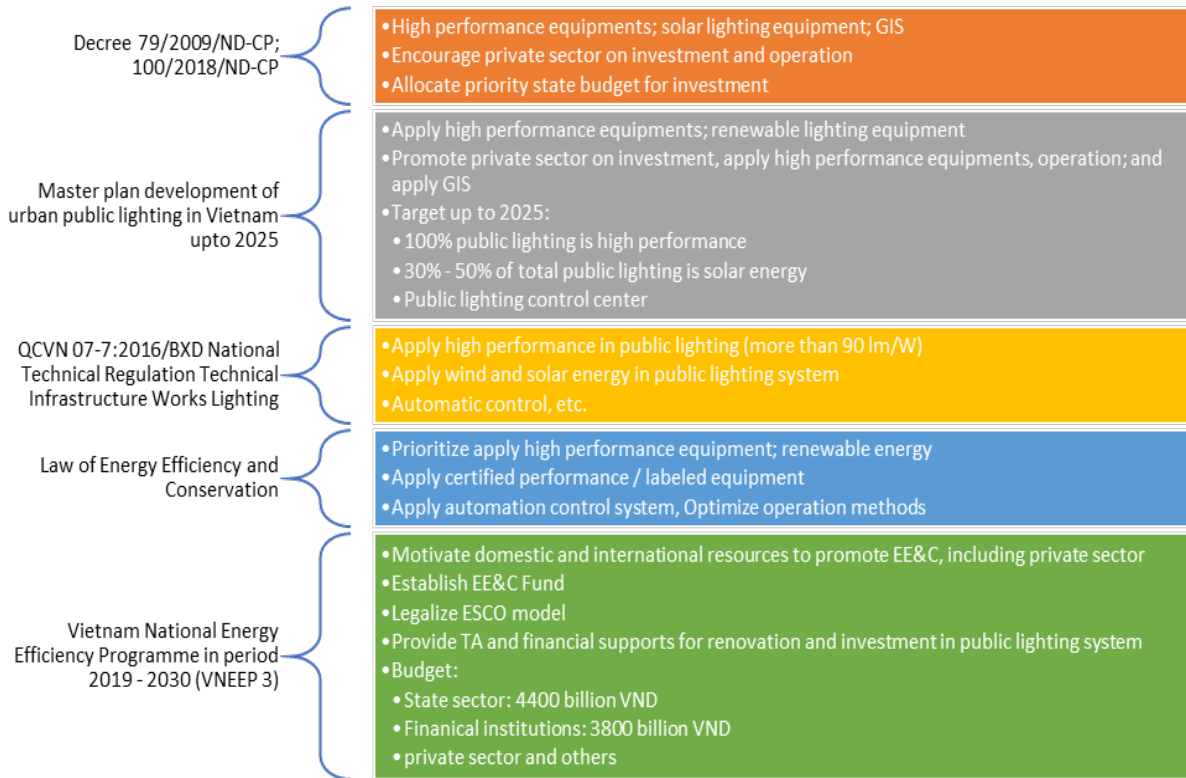 Decree 79/2009/ND-CP;
100/2018/ND-CP
•High performance equipments; solar lighting equipment; GIS
•Encourage private sector on investment and operation
•Allocate priority state budget for investment
Master plan development of
urban public lighting in Vietnam
upto 2025
•Apply high performance equipments; renewable lighting equipment
•Promote private sector on investment, apply high performance equipments, operation; and
apply GIS
•Target up to 2025:
•100% public lighting is high performance
•30% - 50% of total public lighting is solar energy
•Public lighting control center
QCVN 07-7:2016/BXD National
Technical Regulation Technical
Infrastructure Works Lighting
•Apply high performance in public lighting (more than 90 lm/W)
•Apply wind and solar energy in public lighting system
•Automatic control, etc.
Law of Energy Efficiency and
Conservation
•Prioritize apply high performance equipment; renewable energy
•Apply certified performance / labeled equipment
•Apply automation control system, Optimize operation methods
Vietnam National Energy
Efficiency Programme in period
2019 - 2030 (VNEEP 3)
•Motivate domestic and international resources to promote EE&C, including private sector
•Establish EE&C Fund
•Legalize ESCO model
•Provide TA and financial supports for renovation and investment in public lighting system
•Budget:
•State sector: 4400 billion VND
•Finanical institutions: 3800 billion VND
•private sector and others